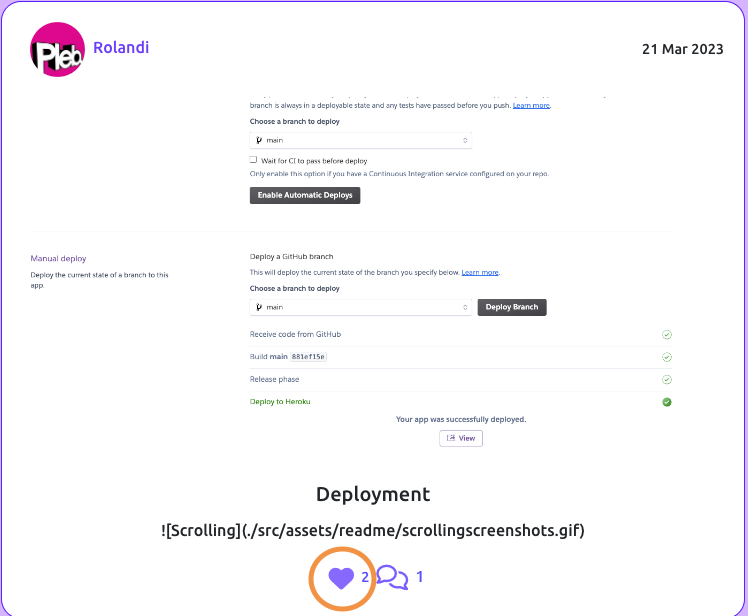 Pleb
Rolandi
21 Mar 2023
branch is always in a deployable state and any tests have passed before you push. Learn more.
Choose a branch to deploy
main
Wait for CI to pass before deploy
Only enable this option if you have a Continuous Integration service configured on your repo.
Enable Automatic Deploys
Manual deploy
Deploy the current state of a branch to this
app.
Deploy a GitHub branch
This will deploy the current state of the branch you specify below. Learn more.
Choose a branch to deploy
main
Deploy Branch
Receive code from GitHub
Build main 881ef15e
Release phase
Deploy to Heroku
Your app was successfully deployed.
View
Deployment
![Scrolling](./src/assets/readme/scrollingscreenshots.gif)
2 1